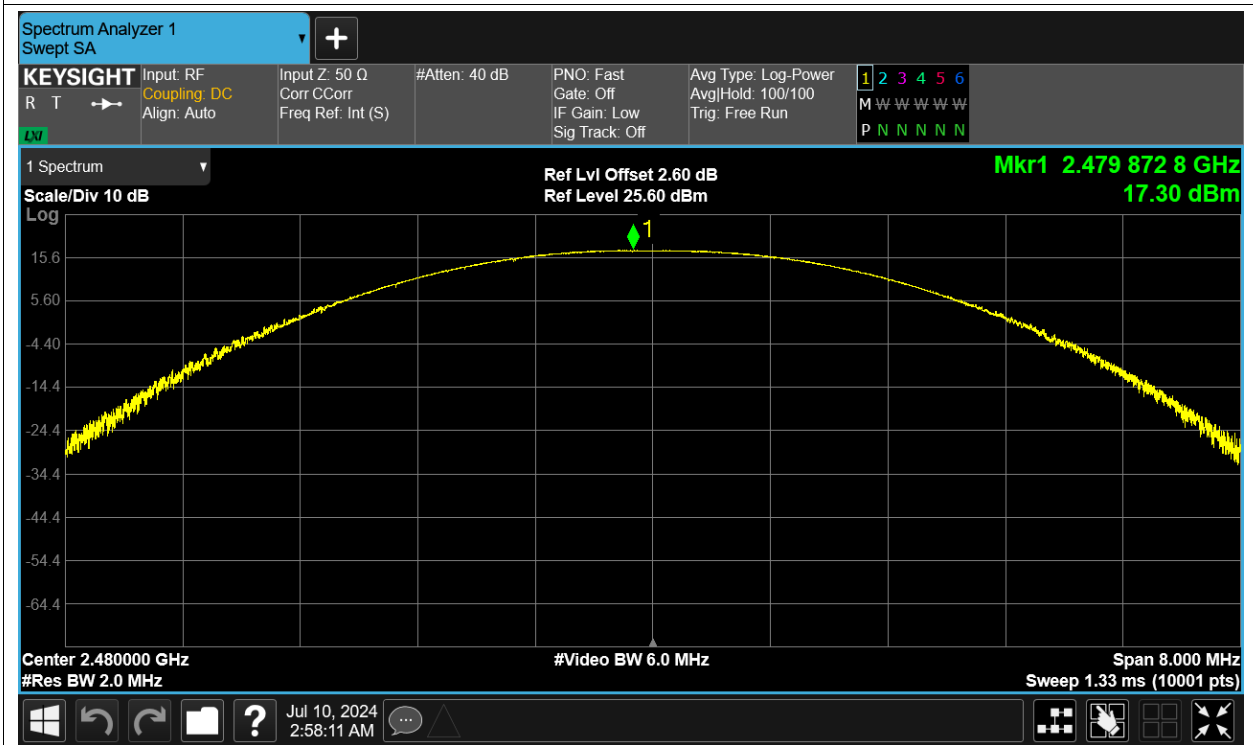 Spectrum Analyzer 1
Swept SA
KEYSIGHT
R T
LXI
Input: RF
Coupling: DC
Align: Auto
Input Z: 50 Ω
Corr CCorr
Freq Ref: Int (S)
#Atten: 40 dB
PNO: Fast
Gate: Off
IF Gain: Low
Sig Track: Off
Avg Type: Log-Power
Avg|Hold: 100/100
Trig: Free Run
1 2 3 4 5 6
M W W W W W
P N N N N N
1 Spectrum
Scale/Div 10 dB
Log
Ref Lvl Offset 2.60 dB
Ref Level 25.60 dBm
Mkr1 2.479 872 8 GHz
17.30 dBm
1
15.6
5.60
-4.40
-14.4
-24.4
-34.4
-44.4
-54.4
-64.4
Center 2.480000 GHz
#Res BW 2.0 MHz
#Video BW 6.0 MHz
Span 8.000 MHz
Sweep 1.33 ms (10001 pts)
?
Jul 10, 2024
2:58:11 AM